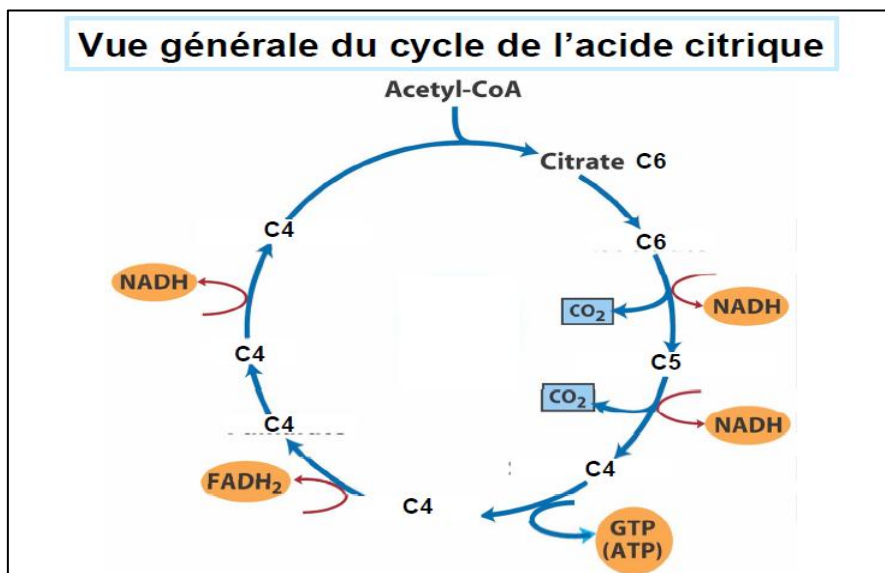 Vue générale du cycle de l’acide citrique
Acetyl-CoA
Citrate C6
C4
C6
NADH
CO2
NADH
C4
C5
CO2
NADH
C4
C4
FADH2
C4
GTP
(ATP)